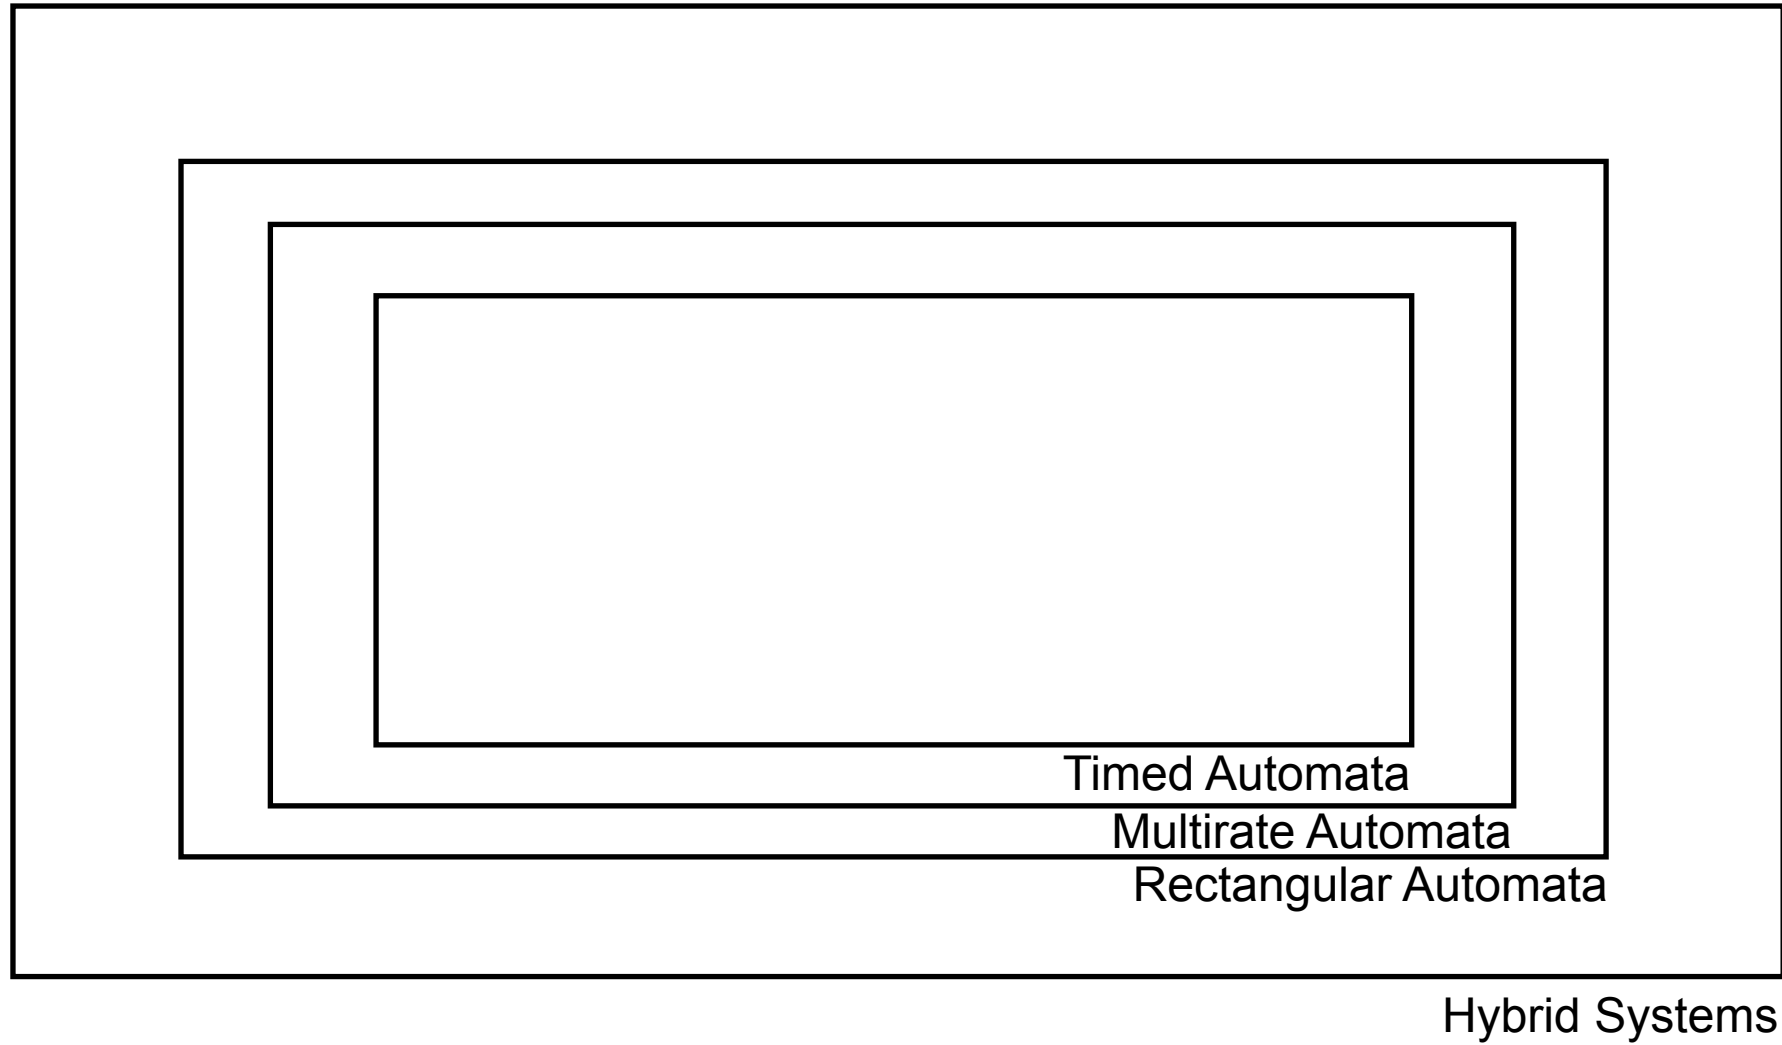 Timed Automata
Multirate Automata
Rectangular Automata
Hybrid Systems